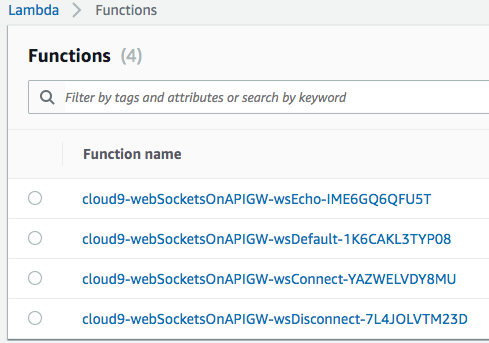 Lambda > Functions
Functions (4)
Filter by tags and attributes or search by keyword
Function name
cloud9-webSocketsOnAPIGW-wsEcho-IME6GQ6QFU5T
cloud9-webSocketsOnAPIGW-wsDefault-1K6CAKL3TYP08
cloud9-webSocketsOnAPIGW-wsConnect-YAZWELVDY8MU
cloud9-webSocketsOnAPIGW-wsDisconnect-7L4JOLVTM23D